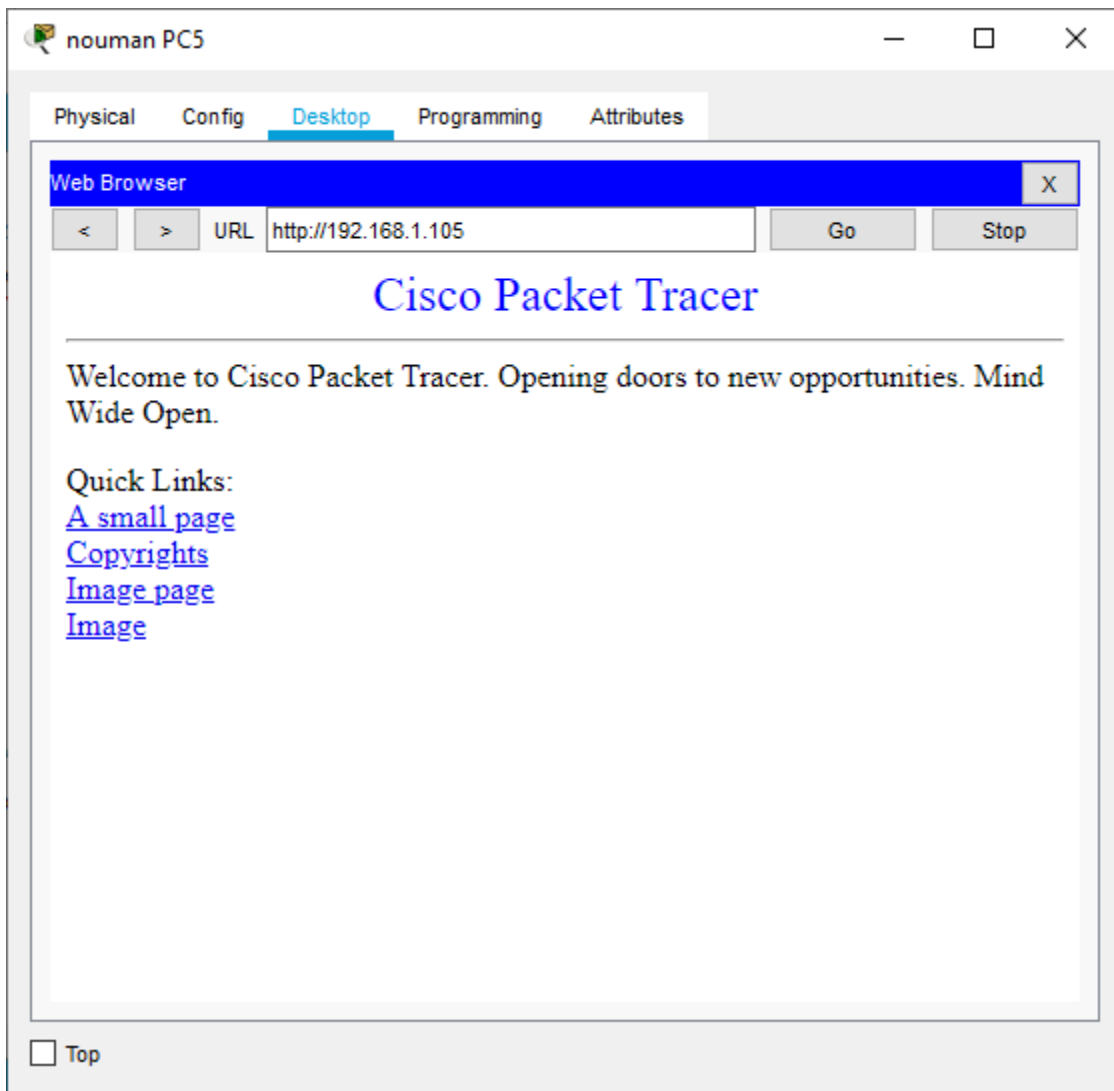 nouman PC5
Physical Config Desktop Programming Attributes
Web Browser X
< > URL http://192.168.1.105 Go Stop
Cisco Packet Tracer
Welcome to Cisco Packet Tracer. Opening doors to new opportunities. Mind
Wide Open.
Quick Links:
A small page
Copyrights
Image page
Image
Top